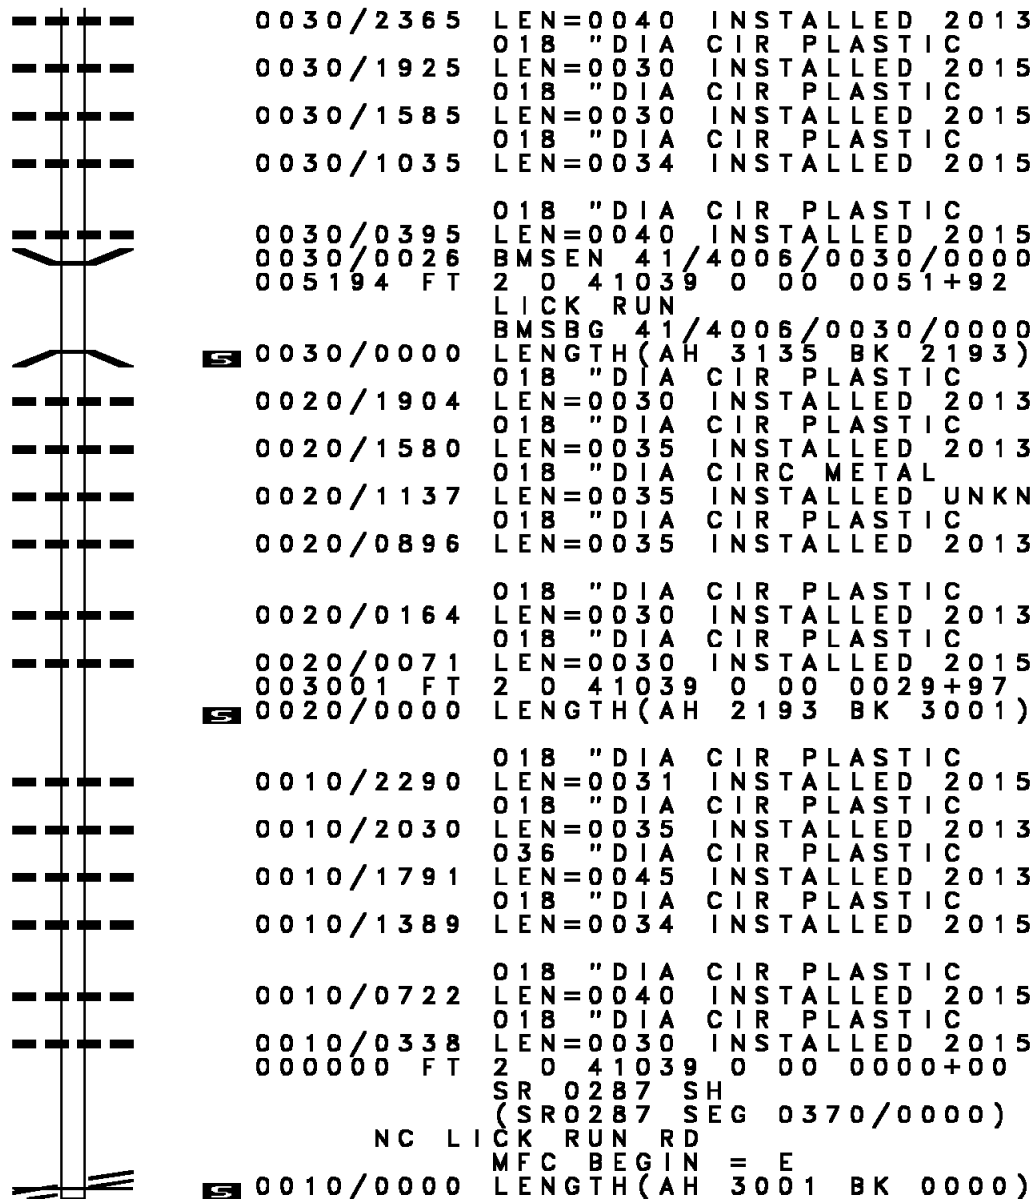 0030/2365 LEN=0040 INSTALLED 2013
018 "DIA CIR PLASTIC
0030/1925 LEN=0030 INSTALLED 2015
018 "DIA CIR PLASTIC
0030/1585 LEN=0030 INSTALLED 2015
018 "DIA CIR PLASTIC
0030/1035 LEN=0034 INSTALLED 2015
018 "DIA CIR PLASTIC
0030/0395 LEN=0040 INSTALLED 2015
0030/0026 BMSEN 41/4006/0030/0000
005194 FT 2 0 41039 0 00 0051+92
LICK RUN
BMSBG 41/4006/0030/0000
S 0030/0000 LENGTH(AH 3135 BK 2193)
018 "DIA CIR PLASTIC
0020/1904 LEN=0030 INSTALLED 2013
018 "DIA CIR PLASTIC
0020/1580 LEN=0035 INSTALLED 2013
018 "DIA CIRC METAL
0020/1137 LEN=0035 INSTALLED UNKN
018 "DIA CIR PLASTIC
0020/0896 LEN=0035 INSTALLED 2013
018 "DIA CIR PLASTIC
0020/0164 LEN=0030 INSTALLED 2013
018 "DIA CIR PLASTIC
0020/0071 LEN=0030 INSTALLED 2015
003001 FT 2 0 41039 0 00 0029+97
S 0020/0000 LENGTH(AH 2193 BK 3001)
018 "DIA CIR PLASTIC
0010/2290 LEN=0031 INSTALLED 2015
018 "DIA CIR PLASTIC
0010/2030 LEN=0035 INSTALLED 2013
036 "DIA CIR PLASTIC
0010/1791 LEN=0045 INSTALLED 2013
018 "DIA CIR PLASTIC
0010/1389 LEN=0034 INSTALLED 2015
018 "DIA CIR PLASTIC
0010/0722 LEN=0040 INSTALLED 2015
018 "DIA CIR PLASTIC
0010/0338 LEN=0030 INSTALLED 2015
000000 FT 2 0 41039 0 00 0000+00
SR 0287 SH
(SR0287 SEG 0370/0000)
NC LICK RUN RD
MFC BEGIN = E
S 0010/0000 LENGTH(AH 3001 BK 0000)